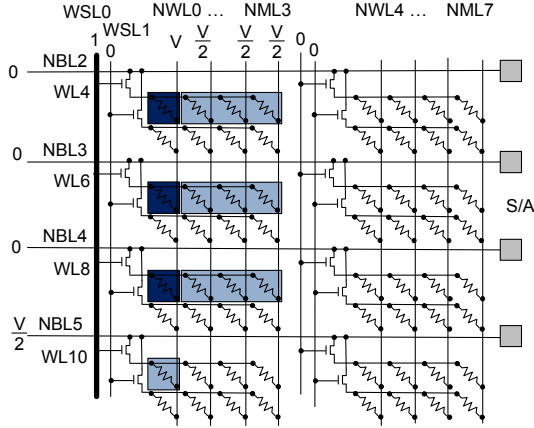 WSL0 NWL0 ... NML3 NWL4 ... NML7
WSL1
1 0 V V/2 V/2 V/2 0 0
0 NBL2
WL4
0 NBL3
WL6
S/A
0 NBL4
WL8
V/2 NBL5
WL10